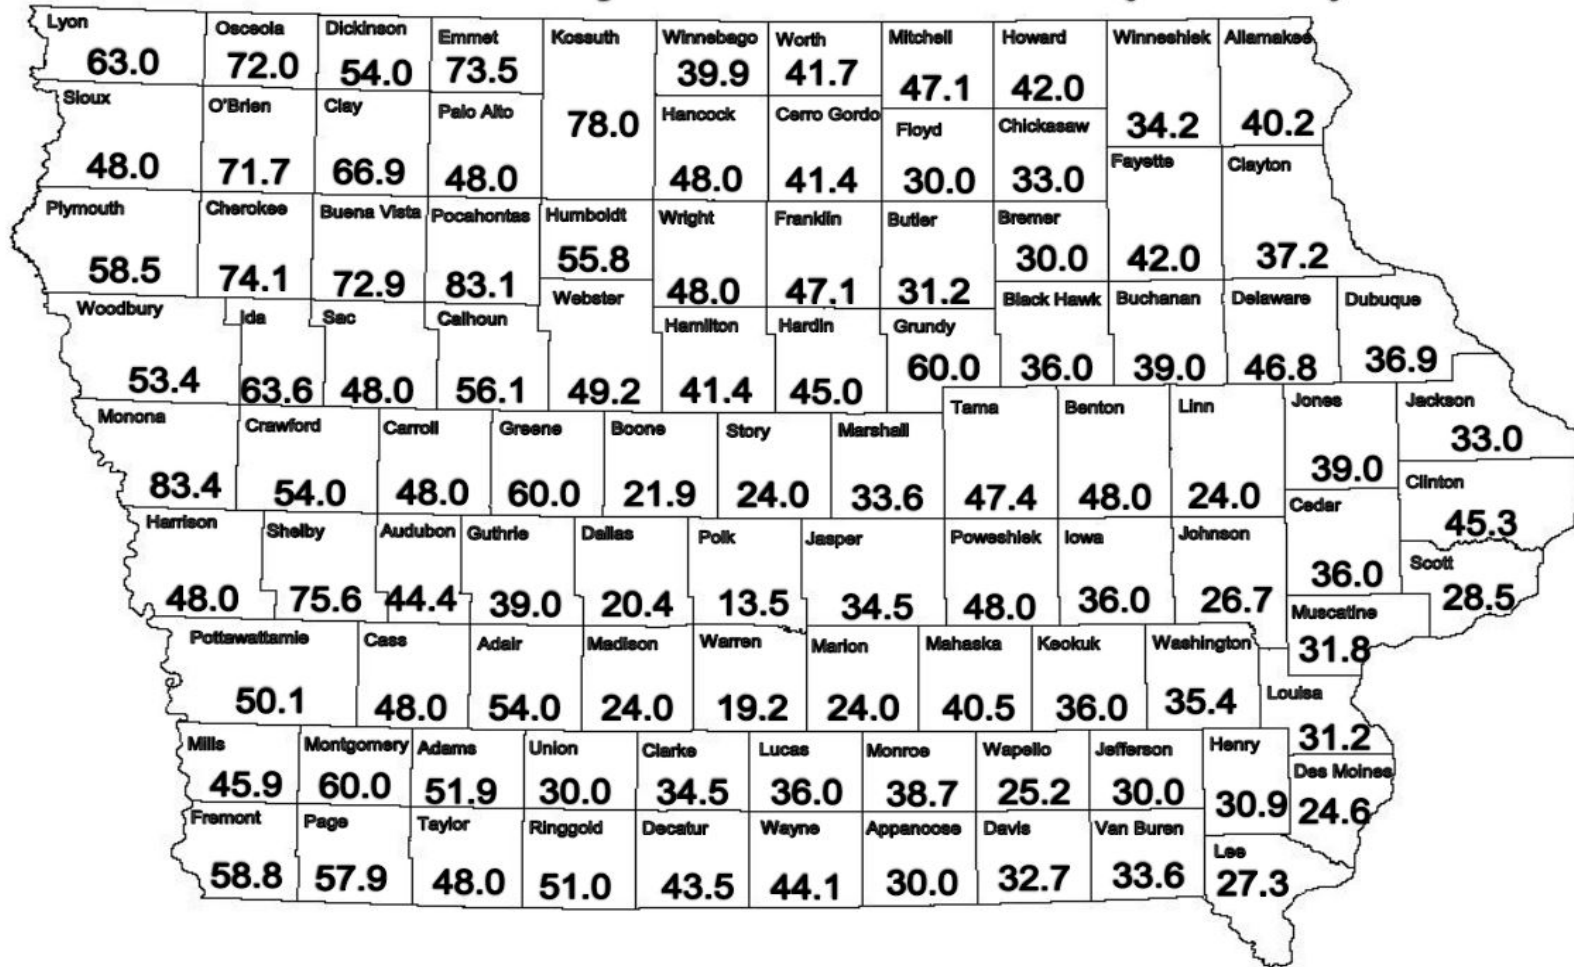 Lyon
63.0
Osceola
72.0
Dickinson
54.0
Emmet
73.5
Kossuth
78.0
Winnebago
39.9
Worth
41.7
Mitchell
47.1
Howard
42.0
Winneshiek
34.2
Allamakee
40.2
Sioux
48.0
O'Brien
71.7
Clay
66.9
Palo Alto
48.0
Hancock
48.0
Cerro Gordo
41.4
Floyd
30.0
Chickasaw
33.0
Fayette
42.0
Clayton
37.2
Plymouth
58.5
Cherokee
74.1
Buena Vista
72.9
Pocahontas
83.1
Humboldt
55.8
Wright
48.0
Franklin
47.1
Butler
31.2
Bremer
30.0
Woodbury
53.4
Ida
63.6
Sac
48.0
Calhoun
56.1
Webster
49.2
Hamilton
41.4
Hardin
45.0
Grundy
60.0
Black Hawk
36.0
Buchanan
39.0
Delaware
46.8
Dubuque
36.9
Monona
83.4
Crawford
54.0
Carroll
48.0
Greene
60.0
Boone
21.9
Story
24.0
Marshall
33.6
Tama
47.4
Benton
48.0
Linn
24.0
Jones
39.0
Jackson
33.0
Clinton
45.3
Cedar
36.0
Scott
28.5
Harrison
48.0
Shelby
75.6
Audubon
44.4
Guthrie
39.0
Dallas
20.4
Polk
13.5
Jasper
34.5
Poweshiek
48.0
Iowa
36.0
Johnson
26.7
Muscatine
31.8
Pottawattamie
50.1
Cass
48.0
Adair
54.0
Madison
24.0
Warren
19.2
Marion
24.0
Mahaska
40.5
Keokuk
36.0
Washington
35.4
Louisa
31.2
Mills
45.9
Montgomery
60.0
Adams
51.9
Union
30.0
Clarke
34.5
Lucas
36.0
Monroe
38.7
Wapello
25.2
Jefferson
30.0
Henry
30.9
Des Moines
24.6
Fremont
58.8
Page
57.9
Taylor
48.0
Ringgold
51.0
Decatur
43.5
Wayne
44.1
Appanoose
30.0
Davis
32.7
Van Buren
33.6
Lee
27.3